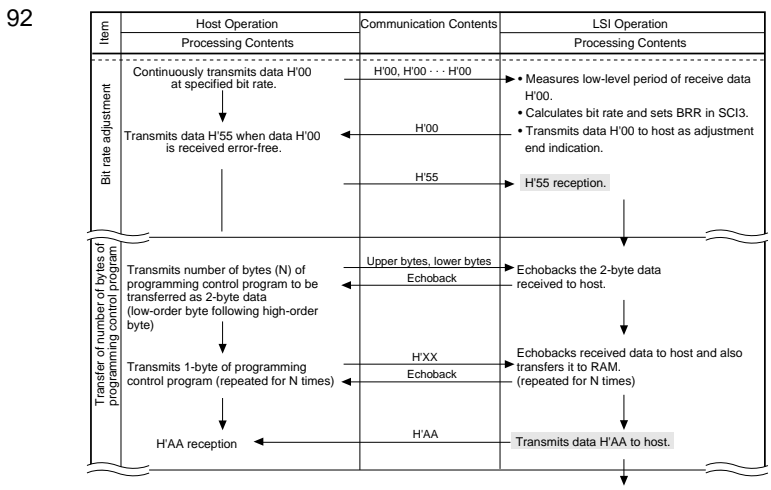 92
Item
Host Operation
Communication Contents
LSI Operation
Processing Contents
Processing Contents
Bit rate adjustment
Continuously transmits data H'00
at specified bit rate.
H'00, H'00 · · · H'00
• Measures low-level period of receive data
H'00.
• Calculates bit rate and sets BRR in SCI3.
• Transmits data H'00 to host as adjustment
end indication.
H'00
Transmits data H'55 when data H'00
is received error-free.
H'55
H'55 reception.
Transfer of number of bytes of
programming control program
Transmits number of bytes (N) of
programming control program to be
transferred as 2-byte data
(low-order byte following high-order
byte)
Upper bytes, lower bytes
Echoback
Echobacks the 2-byte data
received to host.
Transmits 1-byte of programming
control program (repeated for N times)
H'XX
Echoback
Echobacks received data to host and also
transfers it to RAM.
(repeated for N times)
H'AA reception
H'AA
Transmits data H'AA to host.